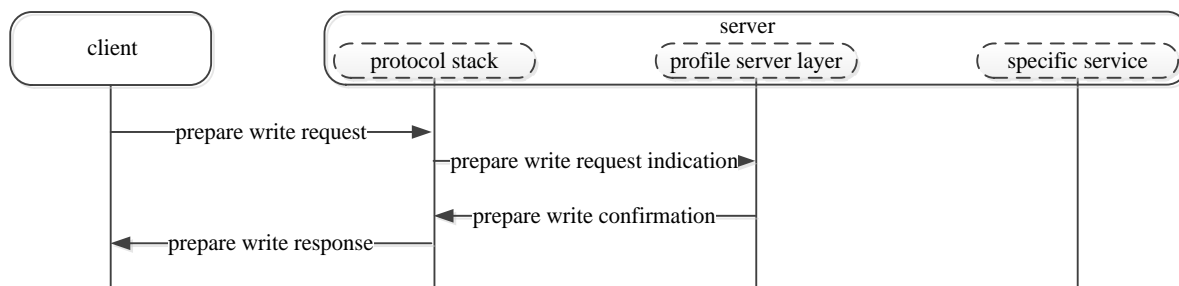 client
server
protocol stack
profile server layer
specific service
prepare write request
prepare write request indication
prepare write confirmation
prepare write response